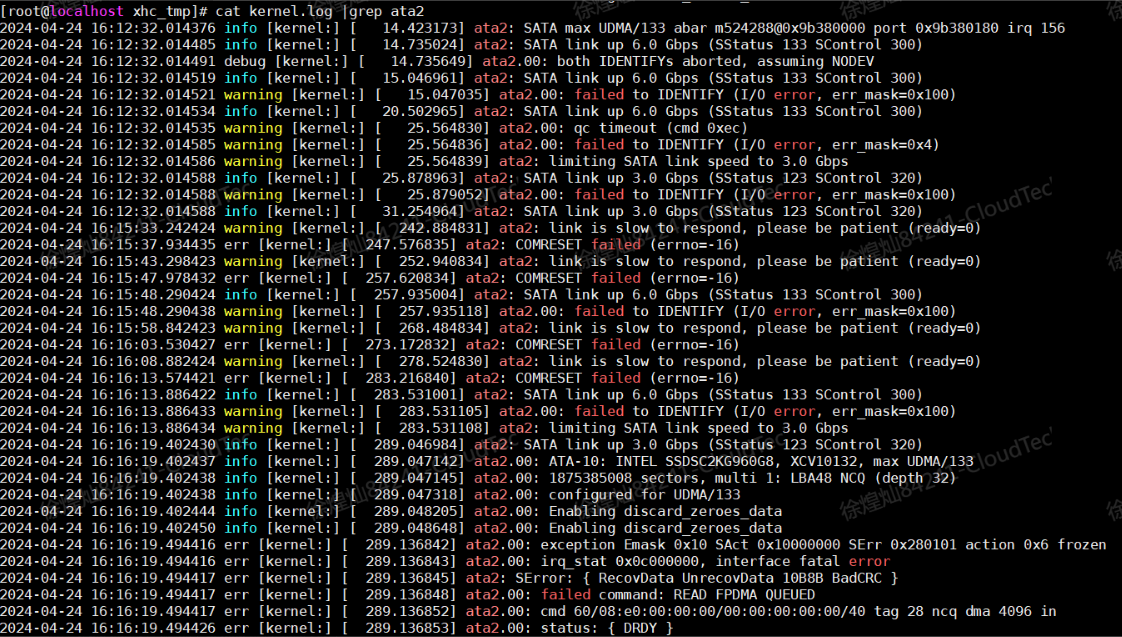 [root@localhost xhc_tmp]# cat kernel.log |grep ata2
2024-04-24 16:12:32.014376 info [kernel:] [   14.423173] ata2: SATA max UDMA/133 abar m524288@0x9b380000 port 0x9b380180 irq 156
2024-04-24 16:12:32.014485 info [kernel:] [   14.735024] ata2: SATA link up 6.0 Gbps (SStatus 133 SControl 300)
2024-04-24 16:12:32.014491 debug [kernel:] [   14.735649] ata2.00: both IDENTIFYs aborted, assuming NODEV
2024-04-24 16:12:32.014519 info [kernel:] [   15.046961] ata2: SATA link up 6.0 Gbps (SStatus 133 SControl 300)
2024-04-24 16:12:32.014521 warning [kernel:] [   15.047035] ata2.00: failed to IDENTIFY (I/O error, err_mask=0x100)
2024-04-24 16:12:32.014534 info [kernel:] [   20.502965] ata2: SATA link up 6.0 Gbps (SStatus 133 SControl 300)
2024-04-24 16:12:32.014535 warning [kernel:] [   25.564830] ata2.00: qc timeout (cmd 0xec)
2024-04-24 16:12:32.014585 warning [kernel:] [   25.564836] ata2.00: failed to IDENTIFY (I/O error, err_mask=0x4)
2024-04-24 16:12:32.014586 warning [kernel:] [   25.564839] ata2: limiting SATA link speed to 3.0 Gbps
2024-04-24 16:12:32.014588 info [kernel:] [   25.878963] ata2: SATA link up 3.0 Gbps (SStatus 123 SControl 320)
2024-04-24 16:12:32.014588 warning [kernel:] [   25.879052] ata2.00: failed to IDENTIFY (I/O error, err_mask=0x100)
2024-04-24 16:12:32.014588 info [kernel:] [   31.254964] ata2: SATA link up 3.0 Gbps (SStatus 123 SControl 320)
2024-04-24 16:15:33.242424 warning [kernel:] [  242.884831] ata2: link is slow to respond, please be patient (ready=0)
2024-04-24 16:15:37.934435 err [kernel:] [  247.576835] ata2: COMRESET failed (errno=-16)
2024-04-24 16:15:43.298423 warning [kernel:] [  252.940834] ata2: link is slow to respond, please be patient (ready=0)
2024-04-24 16:15:47.978432 err [kernel:] [  257.620834] ata2: COMRESET failed (errno=-16)
2024-04-24 16:15:48.290424 info [kernel:] [  257.935004] ata2: SATA link up 6.0 Gbps (SStatus 133 SControl 300)
2024-04-24 16:15:48.290438 warning [kernel:] [  257.935118] ata2.00: failed to IDENTIFY (I/O error, err_mask=0x100)
2024-04-24 16:15:58.842423 warning [kernel:] [  268.484834] ata2: link is slow to respond, please be patient (ready=0)
2024-04-24 16:16:03.530427 err [kernel:] [  273.172832] ata2: COMRESET failed (errno=-16)
2024-04-24 16:16:08.882424 warning [kernel:] [  278.524830] ata2: link is slow to respond, please be patient (ready=0)
2024-04-24 16:16:13.574421 err [kernel:] [  283.216840] ata2: COMRESET failed (errno=-16)
2024-04-24 16:16:13.886422 info [kernel:] [  283.531001] ata2: SATA link up 6.0 Gbps (SStatus 133 SControl 300)
2024-04-24 16:16:13.886433 warning [kernel:] [  283.531105] ata2.00: failed to IDENTIFY (I/O error, err_mask=0x100)
2024-04-24 16:16:13.886434 warning [kernel:] [  283.531108] ata2: limiting SATA link speed to 3.0 Gbps
2024-04-24 16:16:19.402430 info [kernel:] [  289.046984] ata2: SATA link up 3.0 Gbps (SStatus 123 SControl 320)
2024-04-24 16:16:19.402437 info [kernel:] [  289.047142] ata2.00: ATA-10: INTEL SSDSC2KG960G8, XCV10132, max UDMA/133
2024-04-24 16:16:19.402438 info [kernel:] [  289.047145] ata2.00: 1875385008 sectors, multi 1: LBA48 NCQ (depth 32)
2024-04-24 16:16:19.402438 info [kernel:] [  289.047318] ata2.00: configured for UDMA/133
2024-04-24 16:16:19.402444 info [kernel:] [  289.048205] ata2.00: Enabling discard_zeroes_data
2024-04-24 16:16:19.402450 info [kernel:] [  289.048648] ata2.00: Enabling discard_zeroes_data
2024-04-24 16:16:19.494416 err [kernel:] [  289.136842] ata2.00: exception Emask 0x10 SAct 0x10000000 SErr 0x280101 action 0x6 frozen
2024-04-24 16:16:19.494416 err [kernel:] [  289.136843] ata2.00: irq_stat 0x0c000000, interface fatal error
2024-04-24 16:16:19.494417 err [kernel:] [  289.136845] ata2: SError: { RecovData UnrecovData 10B8B BadCRC }
2024-04-24 16:16:19.494417 err [kernel:] [  289.136848] ata2.00: failed command: READ FPDMA QUEUED
2024-04-24 16:16:19.494417 err [kernel:] [  289.136852] ata2.00: cmd 60/08:e0:00:00:00/00:00:00:00:00/40 tag 28 ncq dma 4096 in
2024-04-24 16:16:19.494426 err [kernel:] [  289.136853] ata2.00: status: { DRDY }